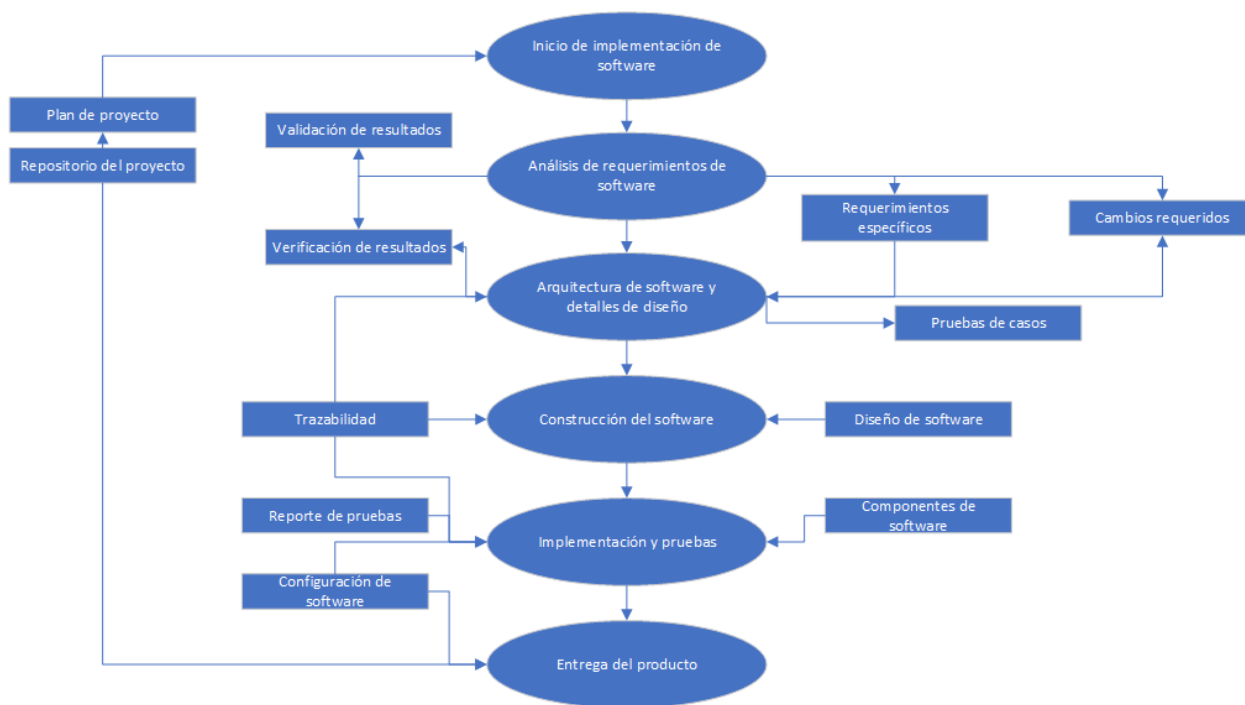 Inicio de implementación de
software
Plan de proyecto
Validación de resultados
Repositorio del proyecto
Análisis de requerimientos de
software
Requerimientos
específicos
Cambios requeridos
Verificación de resultados
Arquitectura de software y
detalles de diseño
Pruebas de casos
Trazabilidad
Construcción del software
Diseño de software
Reporte de pruebas
Implementación y pruebas
Componentes de
software
Configuración de
software
Entrega del producto